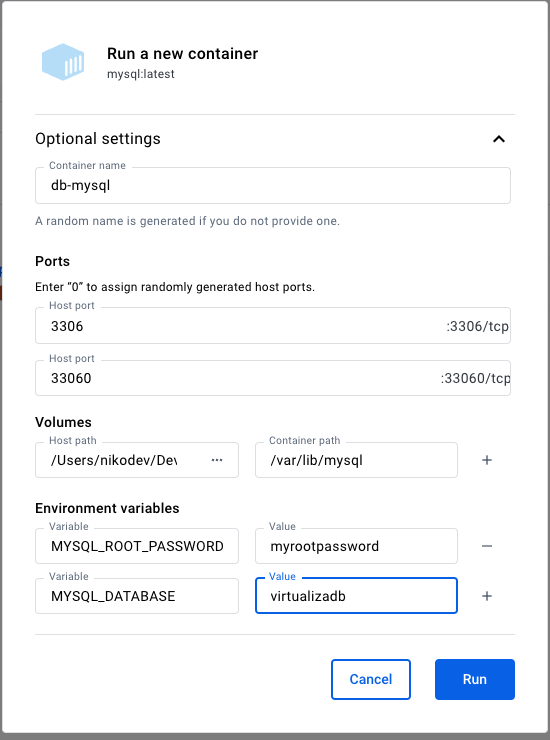 Run a new container
mysql:latest
Optional settings
Container name
db-mysql
A random name is generated if you do not provide one.
Ports
Enter “0” to assign randomly generated host ports.
Host port
3306 :3306/tcp
Host port
33060 :33060/tcp
Volumes
Host path Container path
/Users/nikodev/Dev ··· /var/lib/mysql +
Environment variables
Variable Value
MYSQL_ROOT_PASSWORD myrootpassword −
Variable Value
MYSQL_DATABASE virtualizadb +
Cancel Run